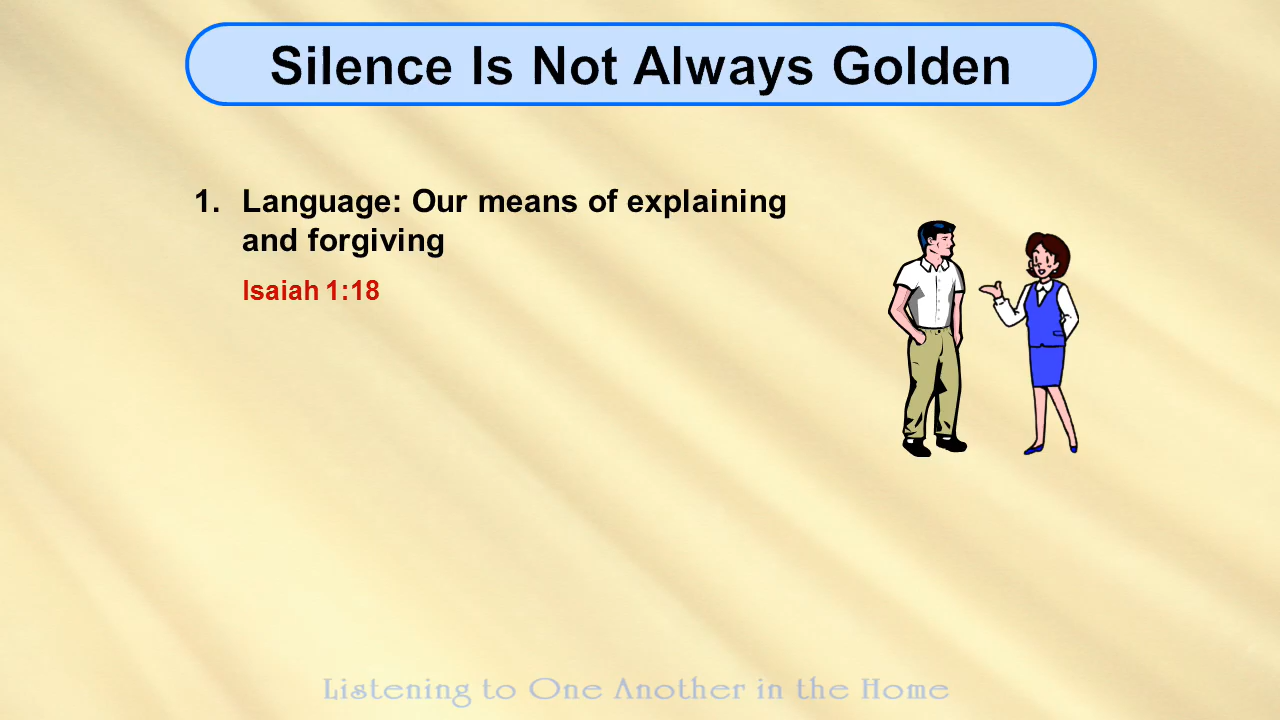 Silence Is Not Always Golden
1. Language: Our means of explaining
and forgiving
Isaiah 1:18
Listening to One Another in the Home